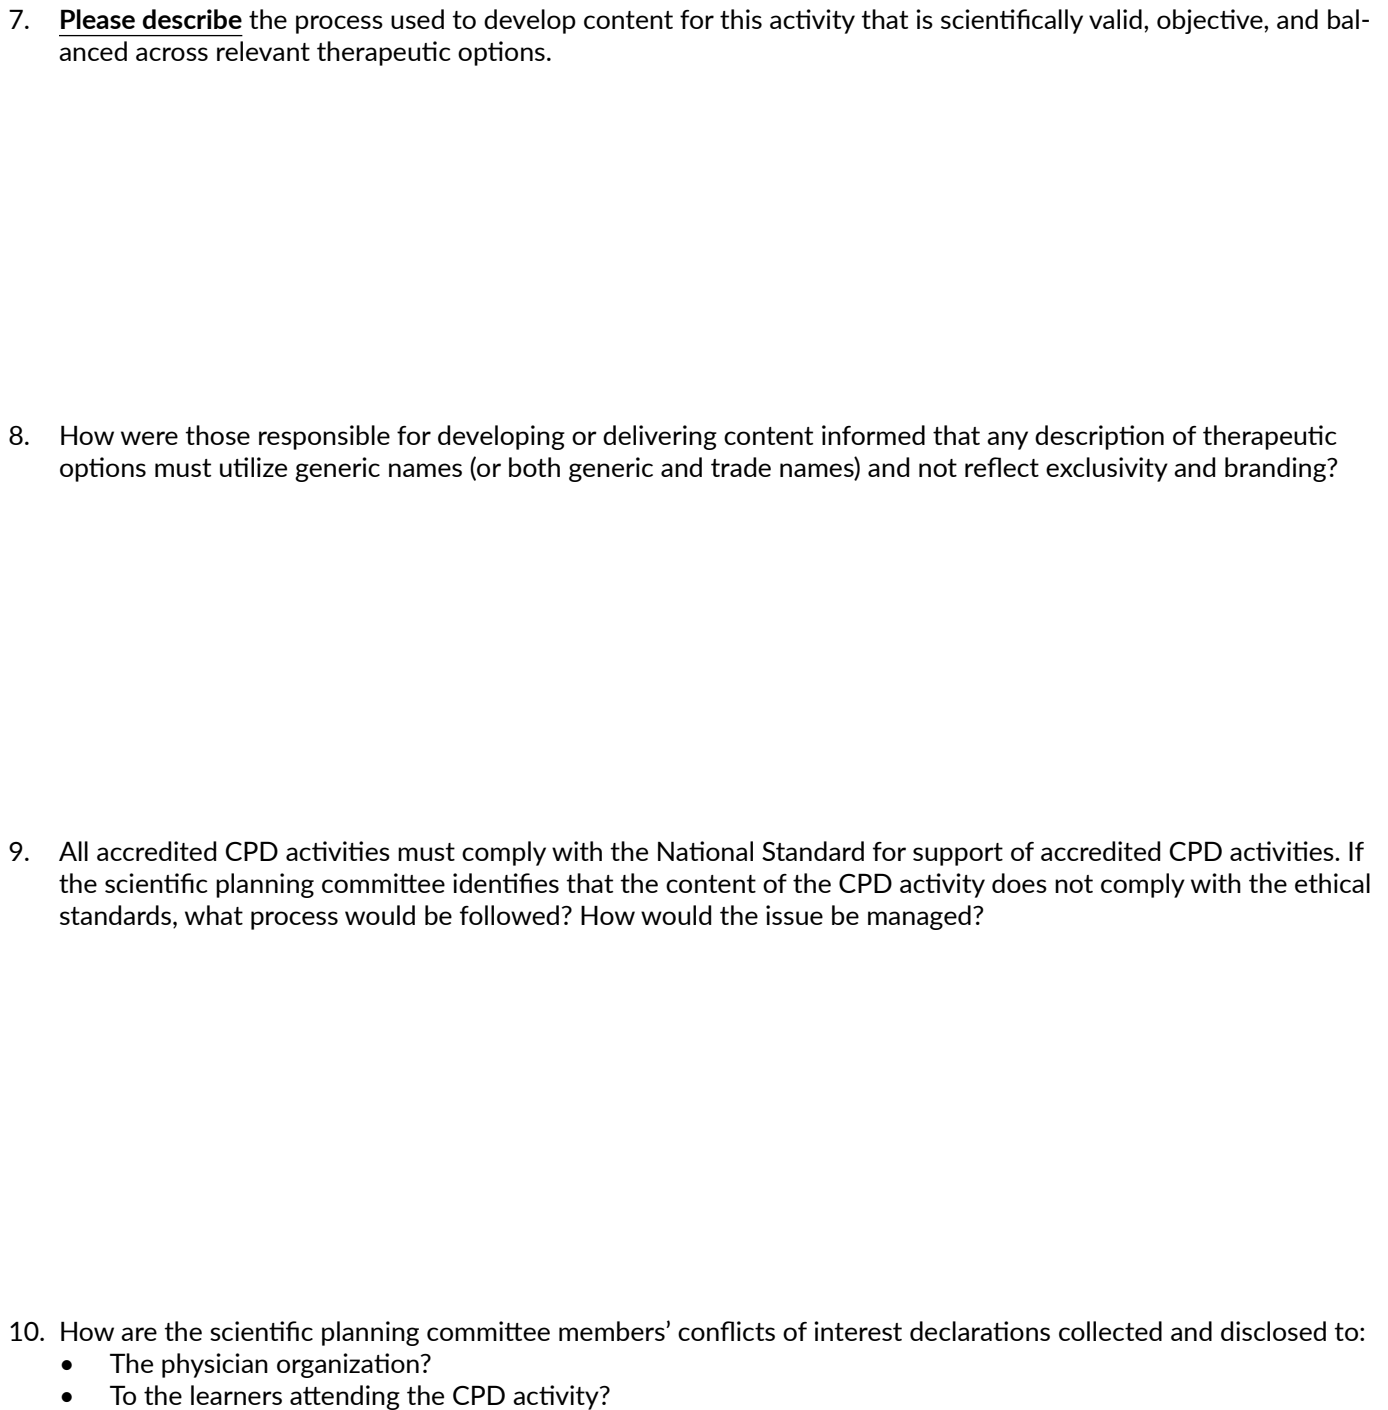 7. Please describe the process used to develop content for this activity that is scientifically valid, objective, and bal-
anced across relevant therapeutic options.
8. How were those responsible for developing or delivering content informed that any description of therapeutic
options must utilize generic names (or both generic and trade names) and not reflect exclusivity and branding?
9. All accredited CPD activities must comply with the National Standard for support of accredited CPD activities. If
the scientific planning committee identifies that the content of the CPD activity does not comply with the ethical
standards, what process would be followed? How would the issue be managed?
10. How are the scientific planning committee members’ conflicts of interest declarations collected and disclosed to:
• The physician organization?
• To the learners attending the CPD activity?